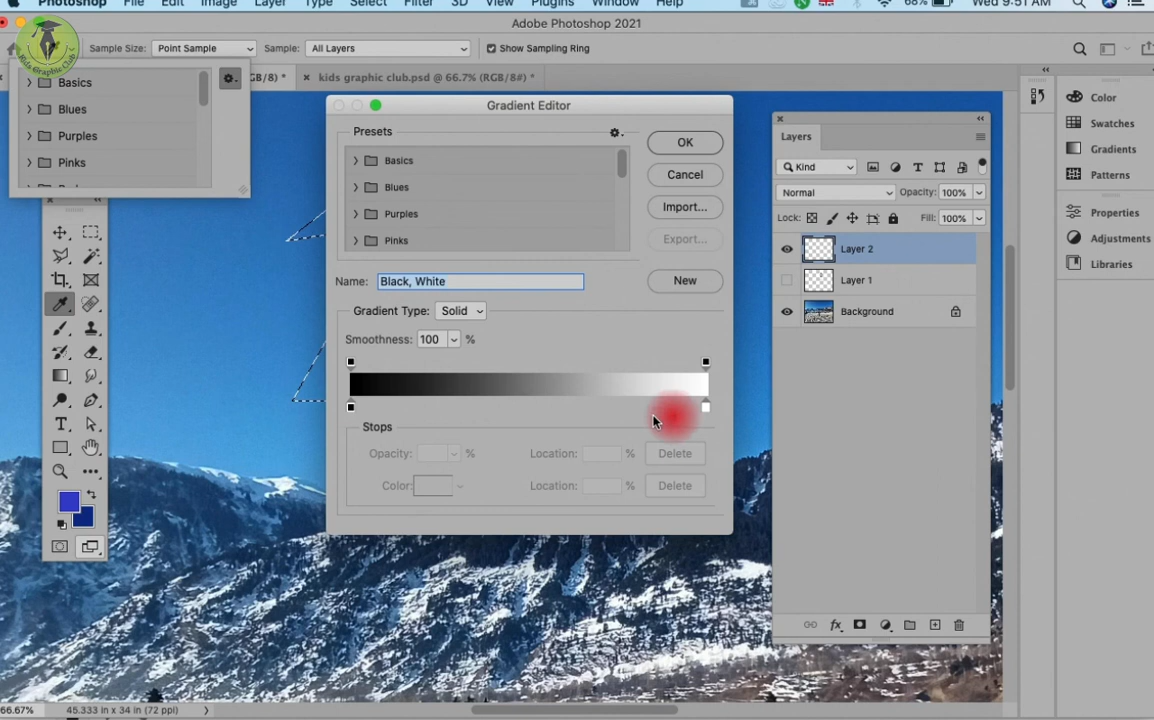 Photoshop File Edit Image Layer Type Select Filter 3D View Plugins Window Help 68% Wed 9:51 AM
Adobe Photoshop 2021
Kids Graphic Club
Sample Size: Point Sample Sample: All Layers Show Sampling Ring
GB/8) * kids graphic club.psd @ 66.7% (RGB/8#) *
Basics
Blues
Purples
Pinks
Gradient Editor
Presets
Basics
Blues
Purples
Pinks
OK
Cancel
Import...
Export...
Name: Black, White
New
Gradient Type: Solid
Smoothness: 100 %
Stops
Opacity: % Location: % Delete
Color: Location: % Delete
Layers
Kind
Normal Opacity: 100%
Lock: Fill: 100%
Layer 2
Layer 1
Background
fx
Color
Swatches
Gradients
Patterns
Properties
Adjustments
Libraries
66.67% 45.333 in x 34 in (72 ppi)